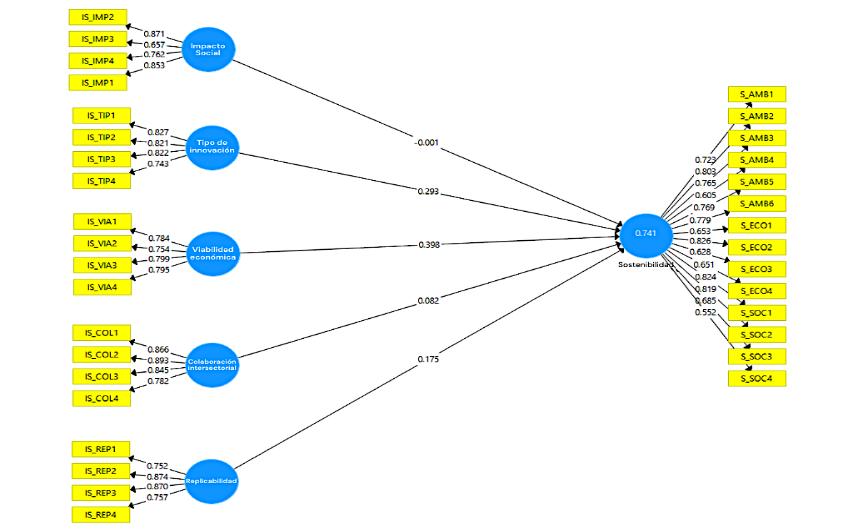 IS_IMP2
IS_IMP3
IS_IMP4
IS_IMP1
0.871
0.657
0.762
0.853
Impacto
Social
-0.001
IS_TIP1
IS_TIP2
IS_TIP3
IS_TIP4
0.827
0.821
0.822
0.743
Tipo de
innovación
0.293
IS_VIA1
IS_VIA2
IS_VIA3
IS_VIA4
0.784
0.754
0.799
0.795
Viabilidad
económica
0.398
IS_COL1
IS_COL2
IS_COL3
IS_COL4
0.866
0.893
0.845
0.782
Colaboración
intersectorial
0.082
IS_REP1
IS_REP2
IS_REP3
IS_REP4
0.752
0.874
0.870
0.757
Replicabilidad
0.175
0.741
Sostenibilidad
0.723
0.803
0.765
0.605
0.769
0.779
0.653
0.826
0.628
0.651
0.824
0.819
0.685
0.552
S_AMB1
S_AMB2
S_AMB3
S_AMB4
S_AMB5
S_AMB6
S_ECO1
S_ECO2
S_ECO3
S_ECO4
S_SOC1
S_SOC2
S_SOC3
S_SOC4